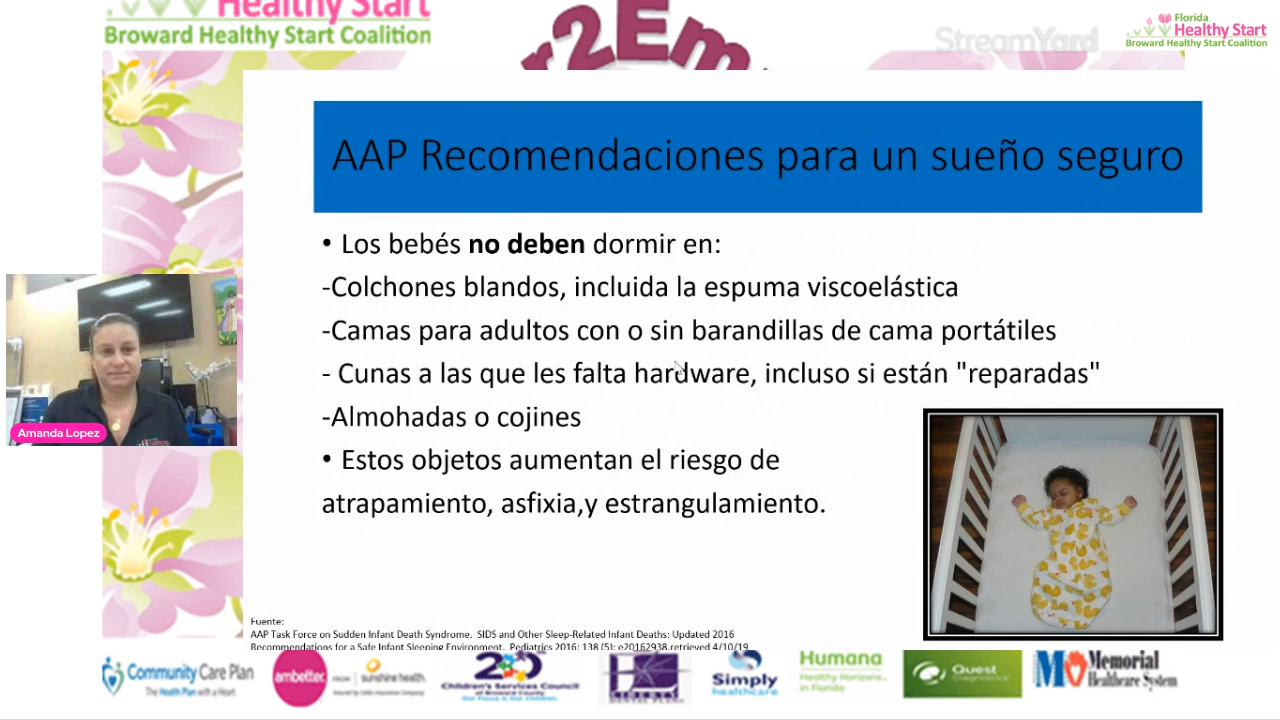 Healthy Start
Broward Healthy Start Coalition
r2Em
StreamYard
Florida
Healthy Start
Broward Healthy Start Coalition
AAP Recomendaciones para un sueño seguro
• Los bebés no deben dormir en:
-Colchones blandos, incluida la espuma viscoelástica
-Camas para adultos con o sin barandillas de cama portátiles
- Cunas a las que les falta hardware, incluso si están "reparadas"
-Almohadas o cojines
• Estos objetos aumentan el riesgo de
atrapamiento, asfixia,y estrangulamiento.
Amanda Lopez
Fuente:
AAP Task Force on Sudden Infant Death Syndrome. SIDS and Other Sleep-Related Infant Deaths: Updated 2016
Recommendations for a Safe Infant Sleeping Environment. Pediatrics 2016; 138 (5): e20162938.retrieved 4/10/19
Community Care Plan
The Health Plan with a Heart
ambetter.
FROM
sunshine health.
Children's Services Council
of Broward County
Our Focus is Our Children.
LIBERTY
DENTAL PLAN
Simply
healthcare
Humana
Healthy Horizons
in Florida
Quest
Diagnostics
Memorial
Healthcare System